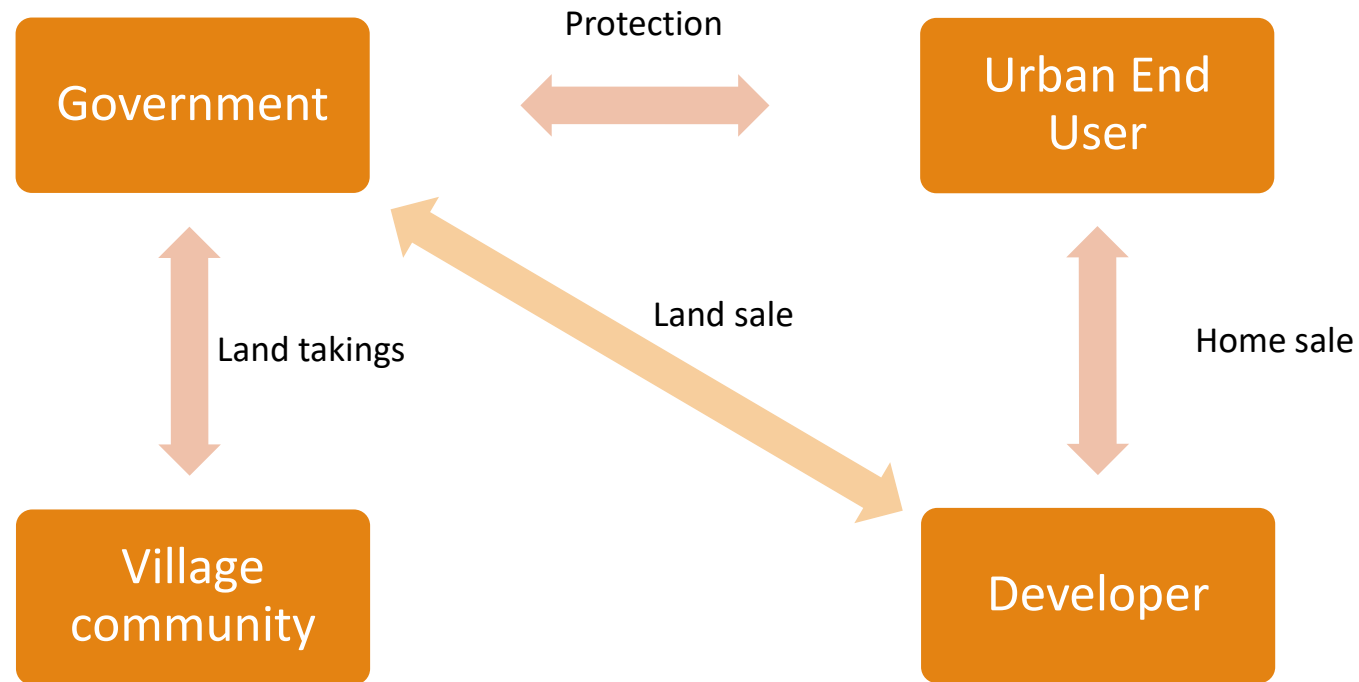 Protection
Government
Urban End
User
Land sale
Land takings
Home sale
Village
community
Developer